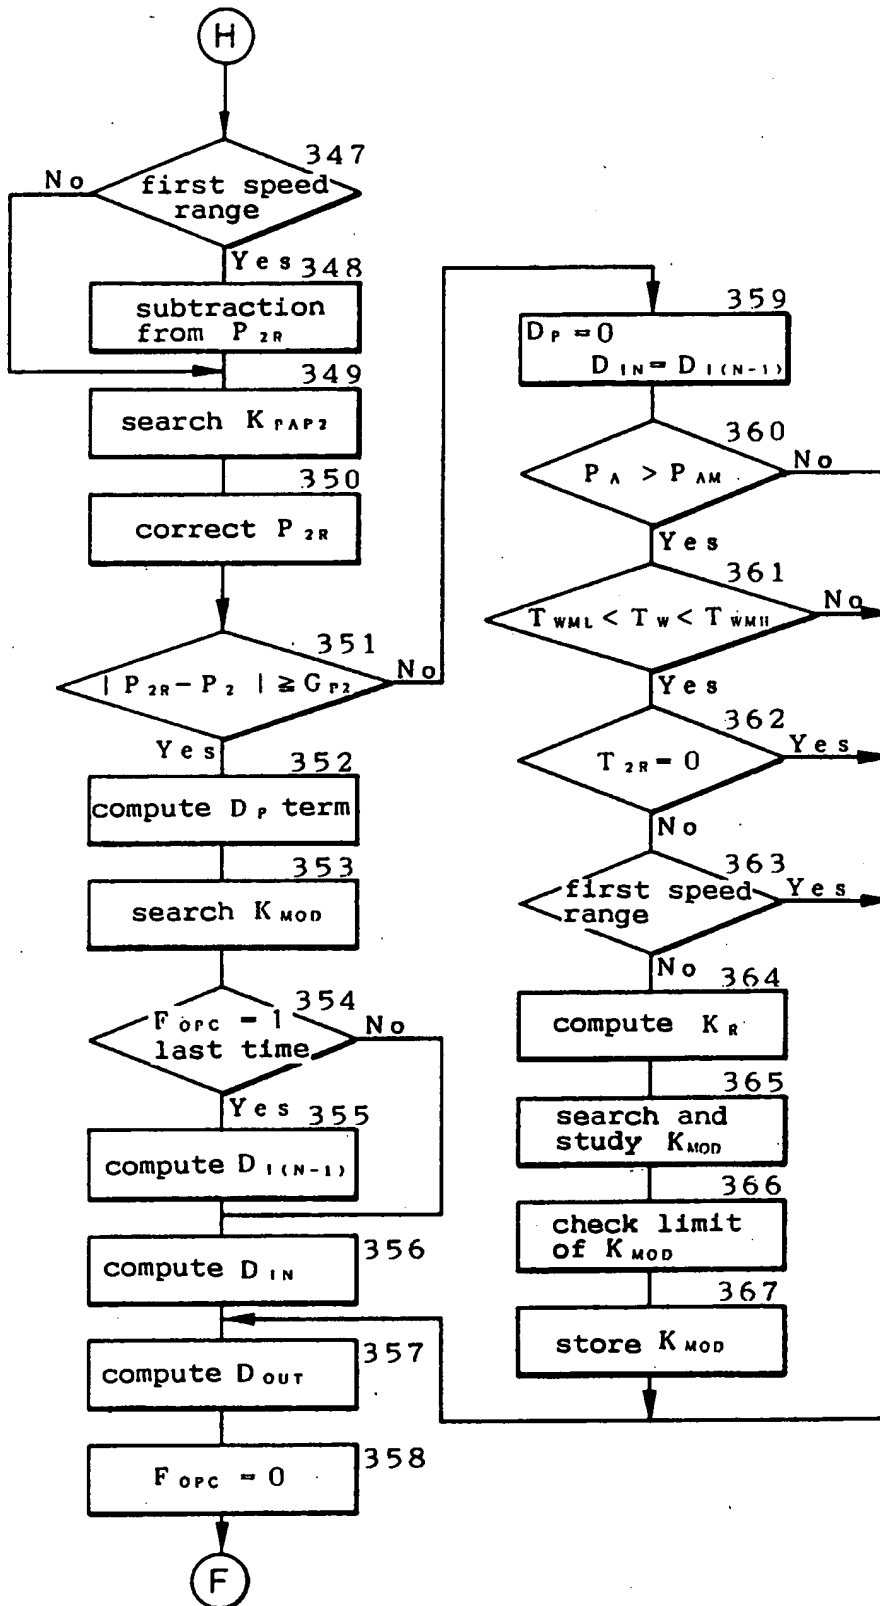 H
347
first speed
range
No
Yes
348
subtraction
from P2R
349
search KPAP2
350
correct P2R
351
| P2R - P2 | ≧ GP2
No
Yes
352
compute DP term
353
search KMOD
354
FOPC = 1
last time
No
Yes
355
compute DI(N-1)
356
compute DIN
357
compute DOUT
358
FOPC = 0
F
359
DP = 0
DIN = DI(N-1)
360
PA > PAM
No
Yes
361
TWML < TW < TWMH
No
Yes
362
T2R = 0
Yes
No
363
first speed
range
Yes
No
364
compute KR
365
search and
study KMOD
366
check limit
of KMOD
367
store KMOD